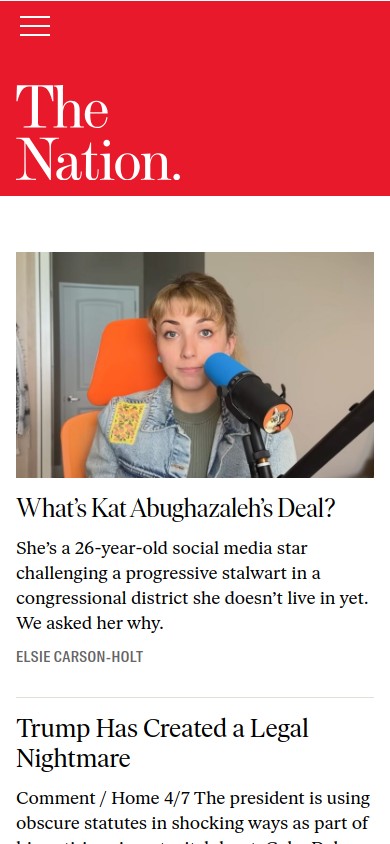 The
Nation.
What’s Kat Abughazaleh’s Deal?
She’s a 26-year-old social media star
challenging a progressive stalwart in a
congressional district she doesn’t live in yet.
We asked her why.
ELSIE CARSON-HOLT
Trump Has Created a Legal
Nightmare
Comment / Home 4/7 The president is using
obscure statutes in shocking ways as part of